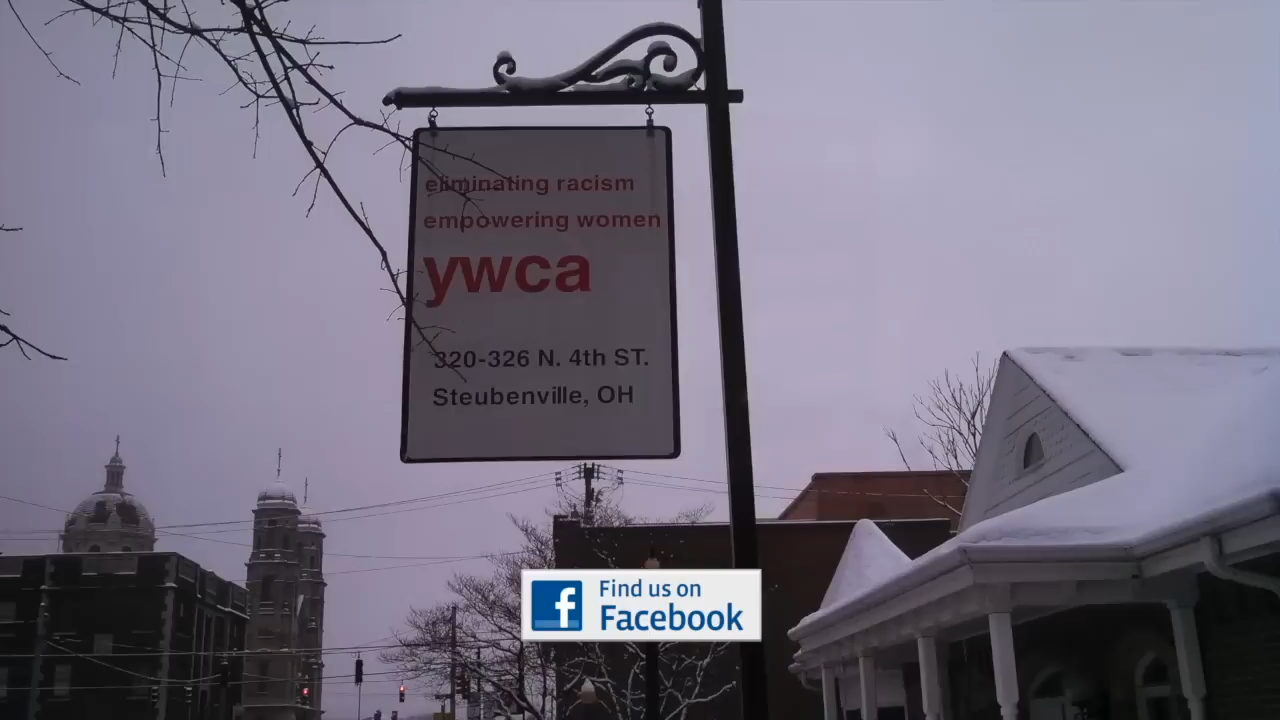 eliminating racism
empowering women
ywca
320-326 N. 4th ST.
Steubenville, OH
f Find us on
Facebook